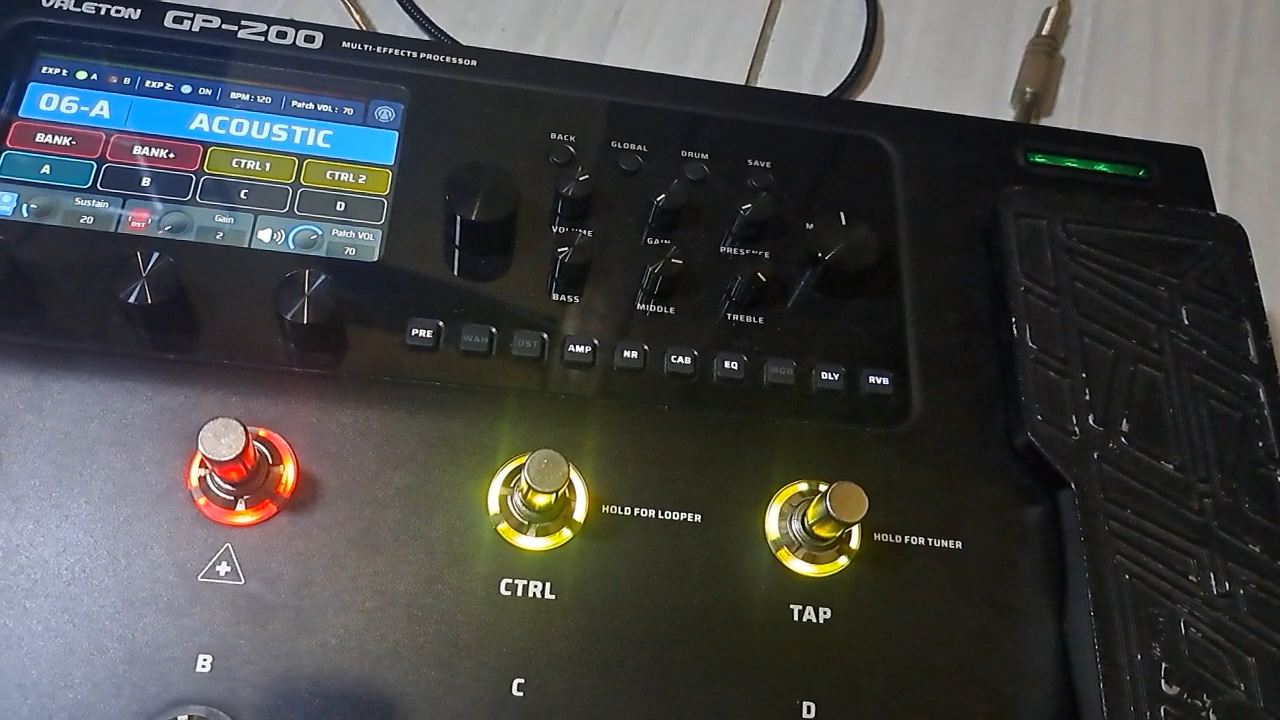 VALETON GP-200 MULTI-EFFECTS PROCESSOR
EXP 1: A B EXP 2: ON BPM : 120 Patch VOL : 70
06-A ACOUSTIC
BANK- BANK+ CTRL 1 CTRL 2
A B C D
Sustain 20 DST Gain 2 Patch VOL 70
BACK GLOBAL DRUM SAVE
VOLUME GAIN PRESENCE M
BASS MIDDLE TREBLE
PRE WAH DST AMP NR CAB EQ MOD DLY RVB
HOLD FOR LOOPER
HOLD FOR TUNER
CTRL
TAP
B
C
D